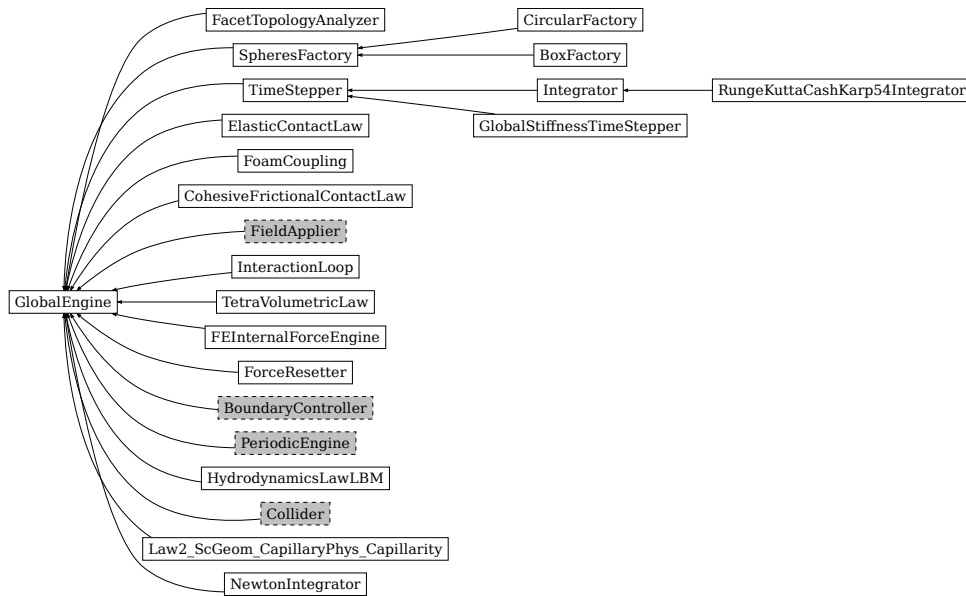 FacetTopologyAnalyzer
CircularFactory
SpheresFactory
BoxFactory
TimeStepper
Integrator
RungeKuttaCashKarp54Integrator
ElasticContactLaw
GlobalStiffnessTimeStepper
FoamCoupling
CohesiveFrictionalContactLaw
FieldApplier
InteractionLoop
GlobalEngine
TetraVolumetricLaw
FEInternalForceEngine
ForceResetter
BoundaryController
PeriodicEngine
HydrodynamicsLawLBM
Collider
Law2_ScGeom_CapillaryPhys_Capillarity
NewtonIntegrator